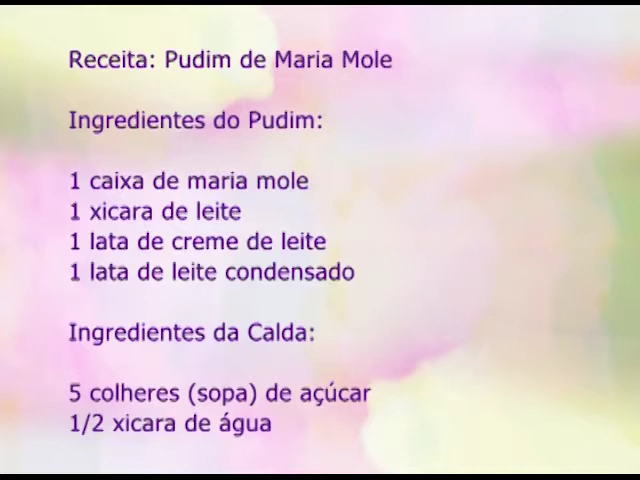 Receita: Pudim de Maria Mole
Ingredientes do Pudim:
1 caixa de maria mole
1 xicara de leite
1 lata de creme de leite
1 lata de leite condensado
Ingredientes da Calda:
5 colheres (sopa) de açúcar
1/2 xicara de água